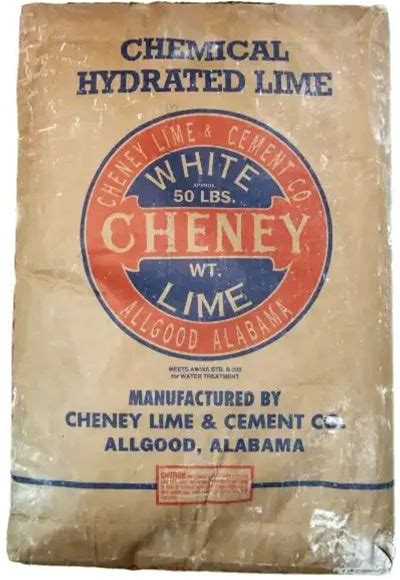 CHEMICAL
HYDRATED LIME
CHENEY LIME & CEMENT CO.
WHITE
APPROX.
50 LBS.
CHENEY
WT.
LIME
ALLGOOD ALABAMA
MEETS AWWA STD. B-202
for WATER TREATMENT
MANUFACTURED BY
CHENEY LIME & CEMENT CO.
ALLGOOD, ALABAMA
CAUTION: